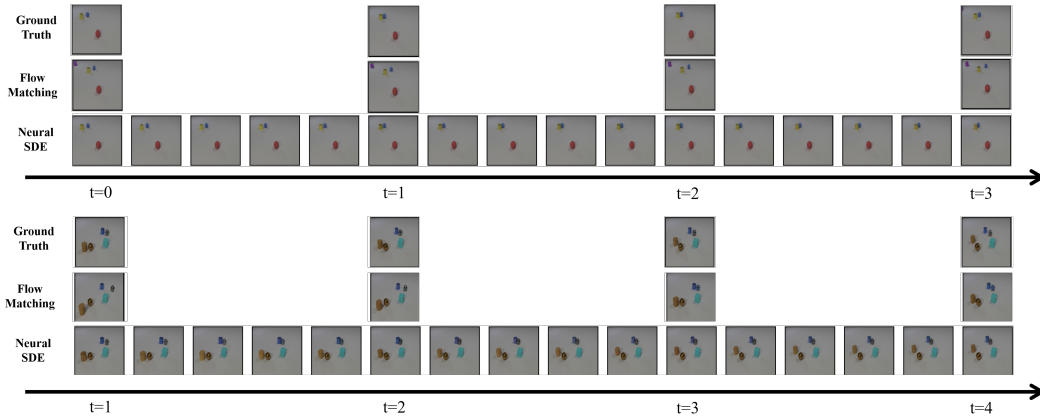 Ground
Truth
Flow
Matching
Neural
SDE
t=0 t=1 t=2 t=3
Ground
Truth
Flow
Matching
Neural
SDE
t=1 t=2 t=3 t=4